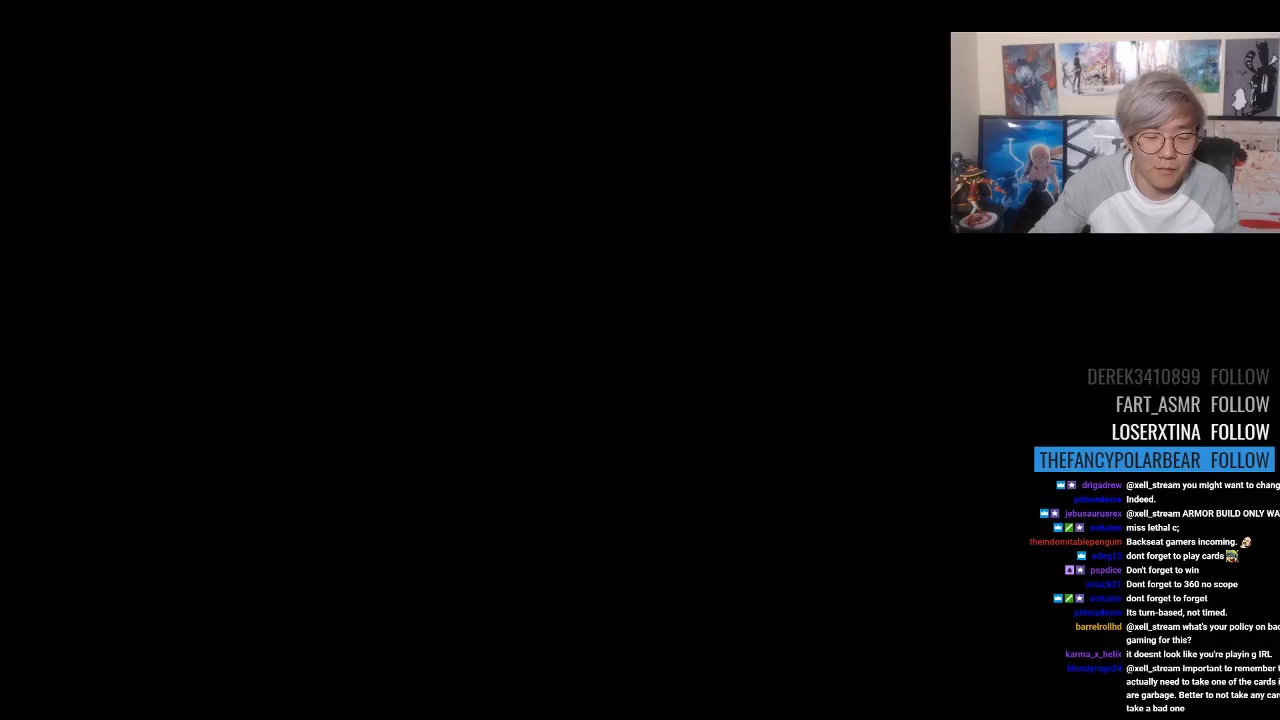 DEREK3410899 FOLLOW
FART_ASMR FOLLOW
LOSERXTINA FOLLOW
THEFANCYPOLARBEAR FOLLOW
drigadrew @xell_stream you might want to chang
princedecre Indeed.
jebusaurusrex @xell_stream ARMOR BUILD ONLY WA
miss lethal c;
theindomitablepenguin Backseat gamers incoming.
dont forget to play cards
pspdice Don't forget to win
Dont forget to 360 no scope
dont forget to forget
princedecre Its turn-based, not timed.
barrelrollhd @xell_stream what's your policy on bac
gaming for this?
karma_x_helix it doesnt look like you're playin g IRL
bloodyrage24 @xell_stream Important to remember t
actually need to take one of the cards i
are garbage. Better to not take any car
take a bad one